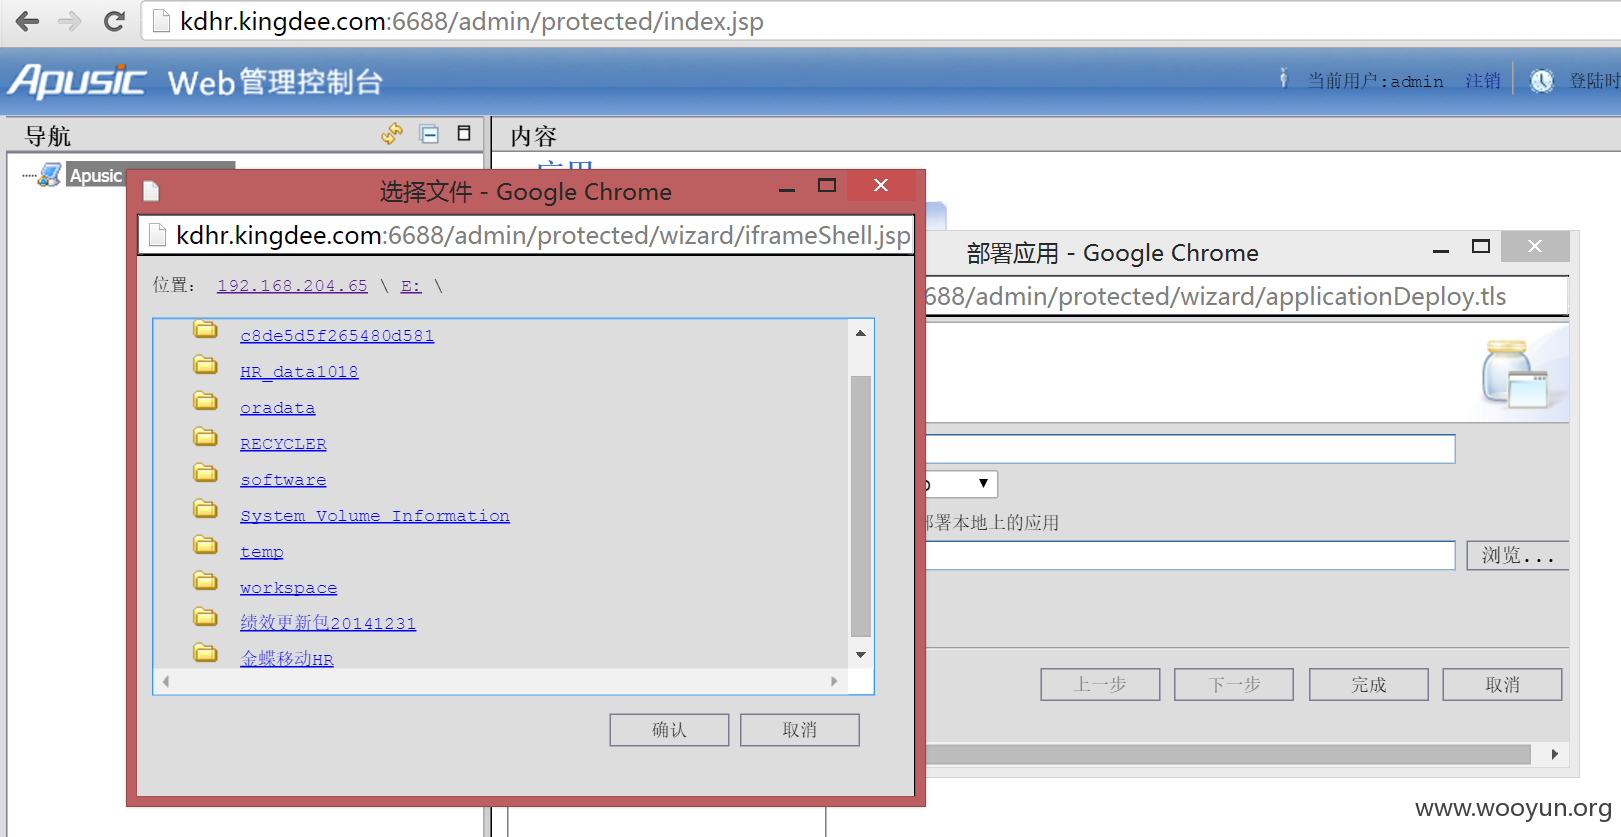 kdhr.kingdee.com:6688/admin/protected/index.jsp
Apusic Web管理控制台
当前用户:admin 注销 登陆时
导航
内容
应用
Apusic
选择文件 - Google Chrome
kdhr.kingdee.com:6688/admin/protected/wizard/iframeShell.jsp
位置: 192.168.204.65 \ E: \
c8de5d5f265480d581
HR_data1018
oradata
RECYCLER
software
System Volume Information
temp
workspace
绩效更新包20141231
金蝶移动HR
确认 取消
部署应用 - Google Chrome
688/admin/protected/wizard/applicationDeploy.tls
部署本地上的应用
浏览...
上一步 下一步 完成 取消
www.wooyun.org